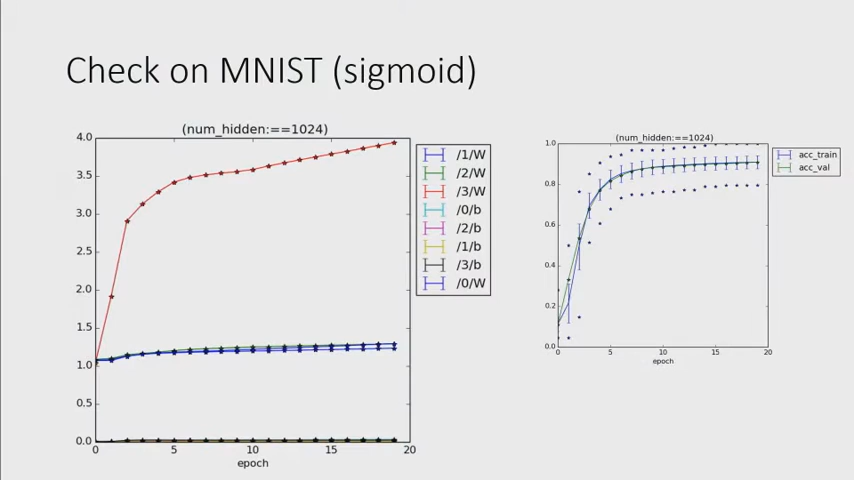 Check on MNIST (sigmoid)
(num_hidden:==1024)
4.0
3.5
3.0
2.5
2.0
1.5
1.0
0.5
0.0
0 5 10 15 20
epoch
/1/W
/2/W
/3/W
/0/b
/2/b
/1/b
/3/b
/0/W
(num_hidden:==1024)
1.0
0.8
0.6
0.4
0.2
0.0
0 5 10 15 20
epoch
acc_train
acc_val